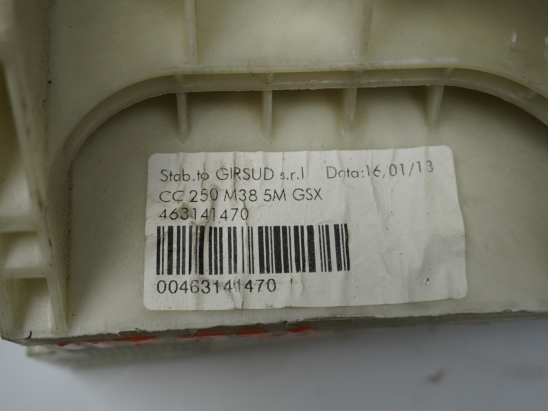 Stab.to GIRSUD s.r.l Data:16,01/13
CC 250 M38 5M GSX
463141470
00463141470